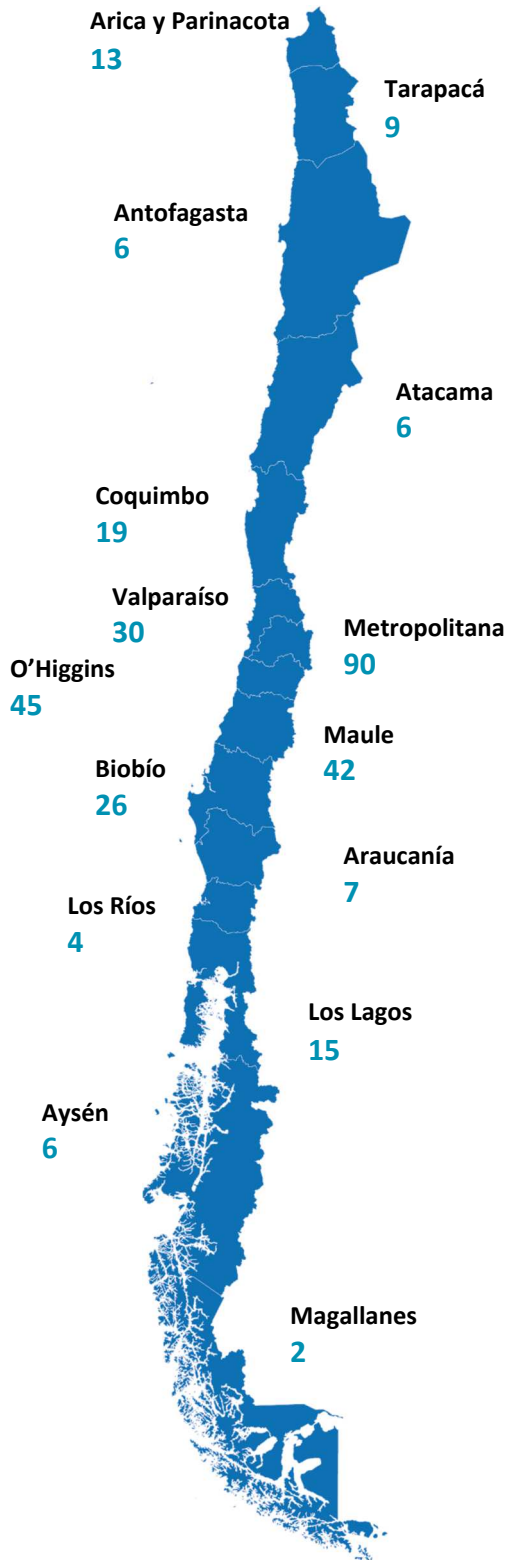 Arica y Parinacota
13
Tarapacá
9
Antofagasta
6
Atacama
6
Coquimbo
19
Valparaíso
30
Metropolitana
90
O’Higgins
45
Maule
42
Biobío
26
Araucanía
7
Los Ríos
4
Los Lagos
15
Aysén
6
Magallanes
2